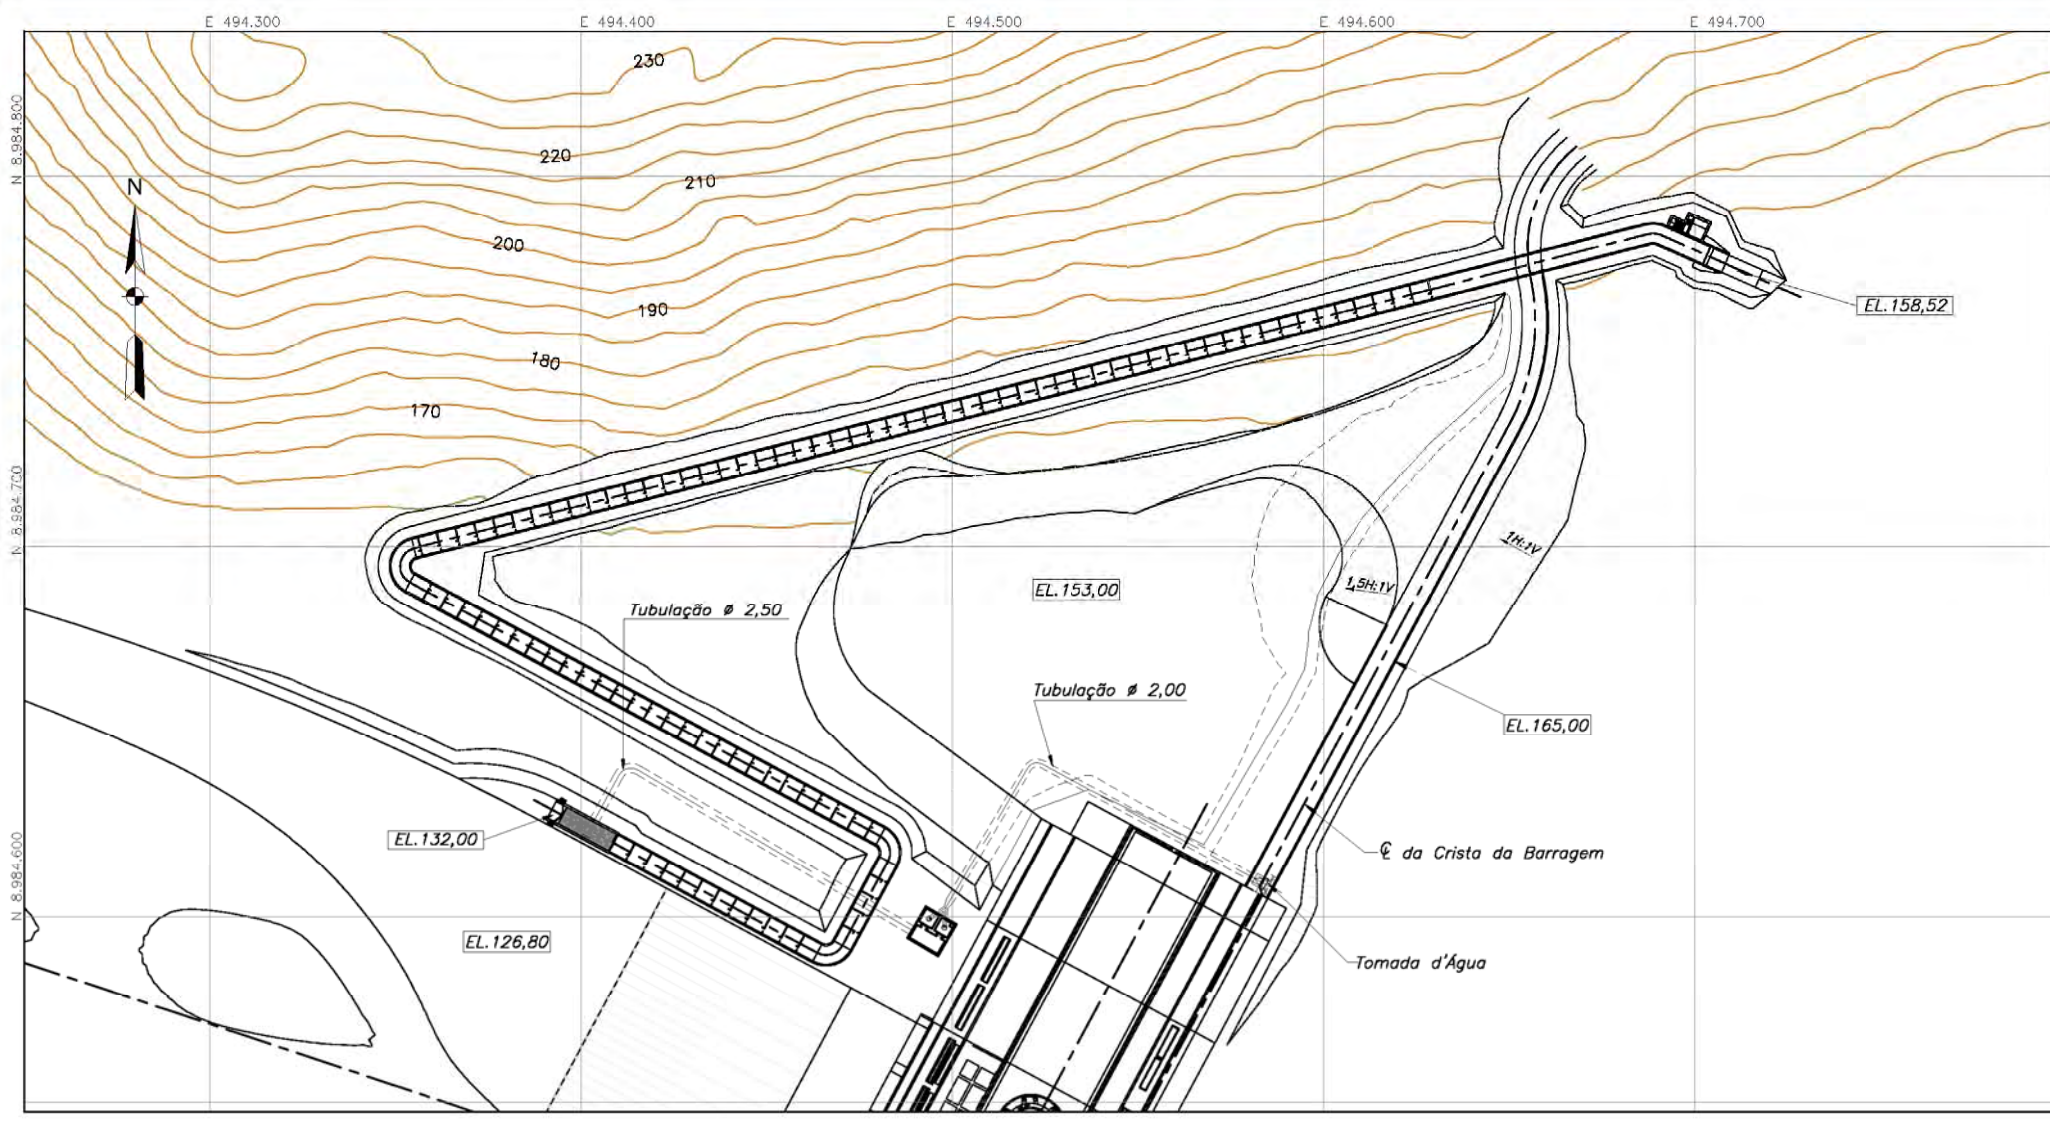 E 494.300
E 494.400
E 494.500
E 494.600
E 494.700
N 8.984.800
N 8.984.700
N 8.984.600
N
230
220
210
200
190
180
170
EL.158,52
1H:1V
1,5H:1V
EL.153,00
Tubulação ø 2,50
Tubulação ø 2,00
EL.165,00
EL.132,00
℄ da Crista da Barragem
EL.126,80
Tomada d'Água